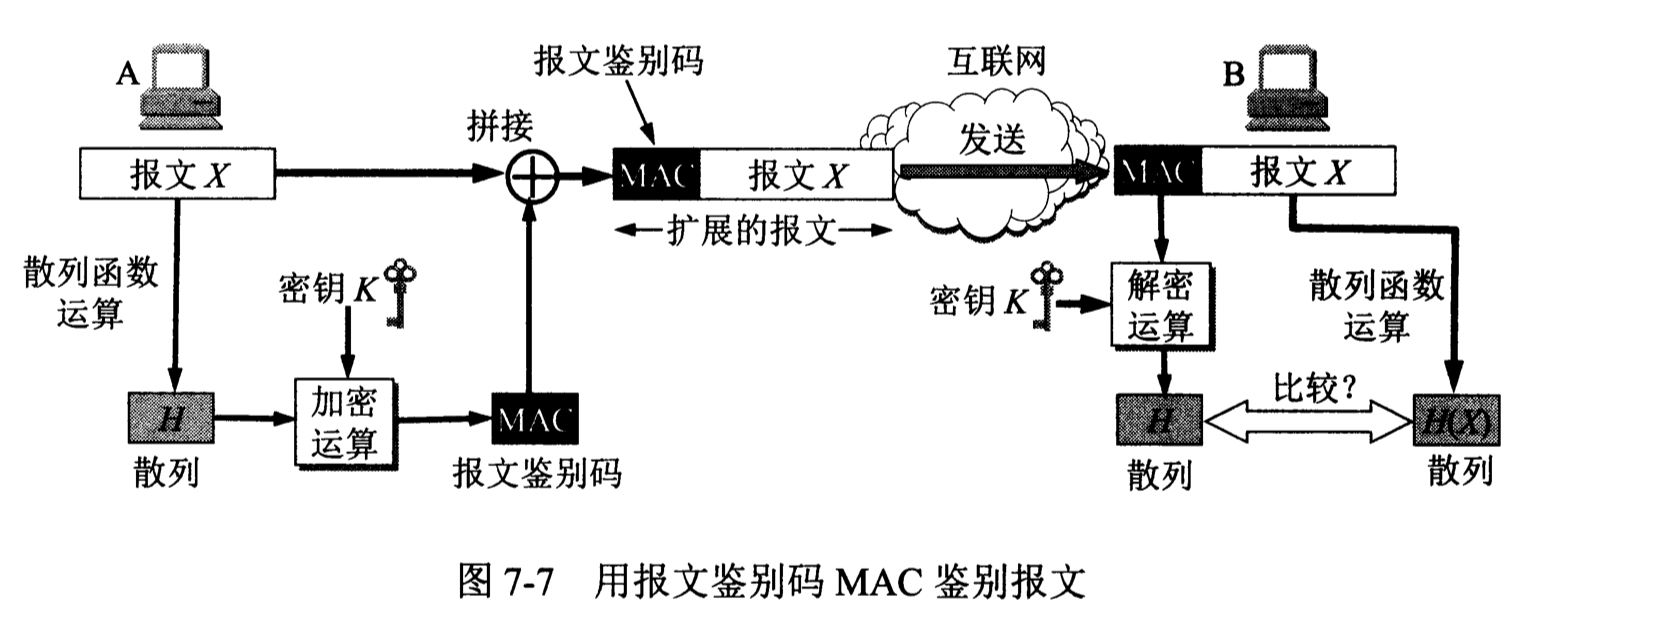 报文鉴别码
互联网
A
B
拼接
发送
报文 X
MAC
报文 X
MAC
报文 X
扩展的报文
散列函数
运算
密钥 K
密钥 K
解密
运算
散列函数
运算
H
加密
运算
MAC
H
比较?
H(X)
散列
报文鉴别码
散列
散列
图 7-7 用报文鉴别码 MAC 鉴别报文